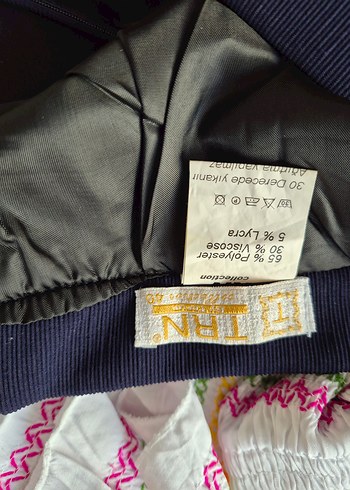 TRN
collection
65 % Polyester
30 % Viscose
5 % Lycra
30 Derecede yıkanır
Ağartma yapılmaz